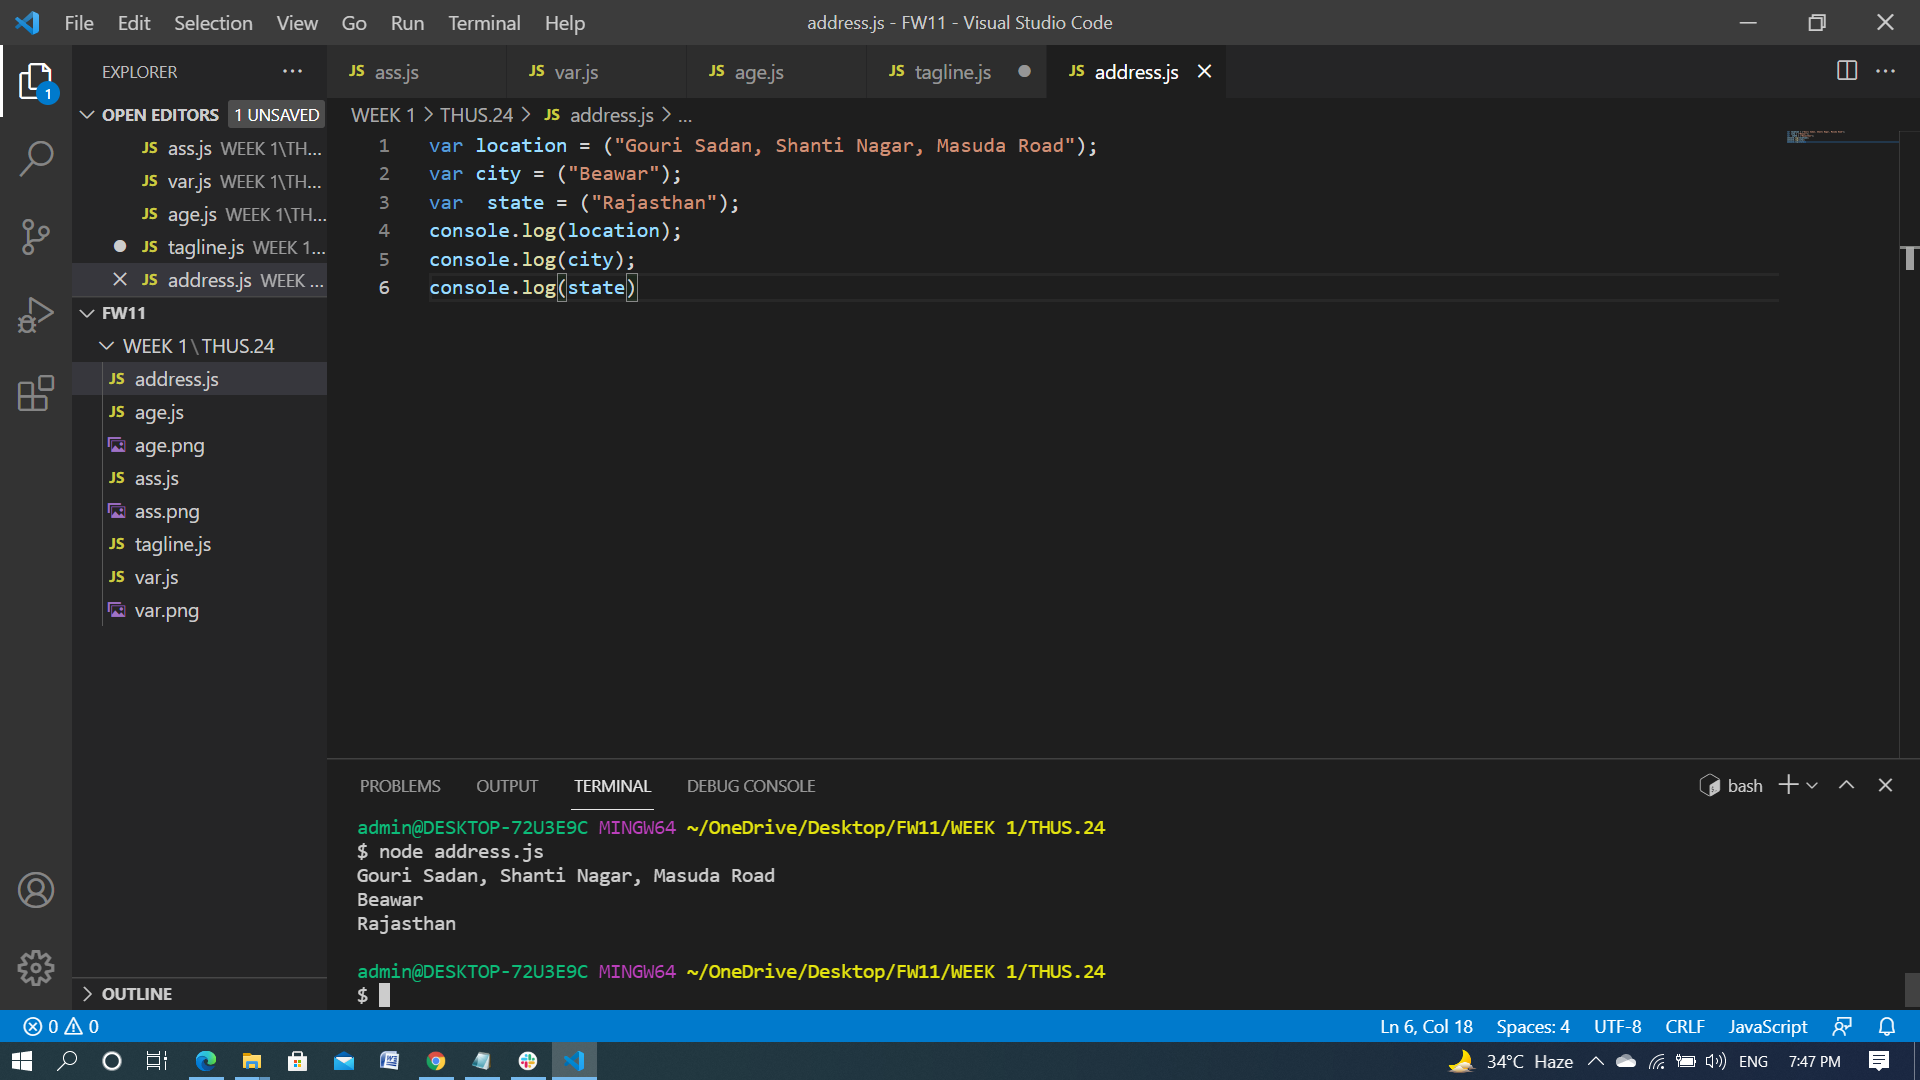 File Edit Selection View Go Run Terminal Help address.js - FW11 - Visual Studio Code
EXPLORER ...
JS ass.js JS var.js JS age.js JS tagline.js JS address.js
1
OPEN EDITORS 1 UNSAVED
JS ass.js WEEK 1\TH...
JS var.js WEEK 1\TH...
JS age.js WEEK 1\TH...
JS tagline.js WEEK 1...
JS address.js WEEK ...
FW11
WEEK 1\THUS.24
JS address.js
JS age.js
age.png
JS ass.js
ass.png
JS tagline.js
JS var.js
var.png
OUTLINE
WEEK 1 > THUS.24 > JS address.js > ...
1 var location = ("Gouri Sadan, Shanti Nagar, Masuda Road");
2 var city = ("Beawar");
3 var  state = ("Rajasthan");
4 console.log(location);
5 console.log(city);
6 console.log(state)
PROBLEMS OUTPUT TERMINAL DEBUG CONSOLE bash
admin@DESKTOP-72U3E9C MINGW64 ~/OneDrive/Desktop/FW11/WEEK 1/THUS.24
$ node address.js
Gouri Sadan, Shanti Nagar, Masuda Road
Beawar
Rajasthan
admin@DESKTOP-72U3E9C MINGW64 ~/OneDrive/Desktop/FW11/WEEK 1/THUS.24
$
0 0 Ln 6, Col 18 Spaces: 4 UTF-8 CRLF JavaScript
34°C Haze ENG 7:47 PM